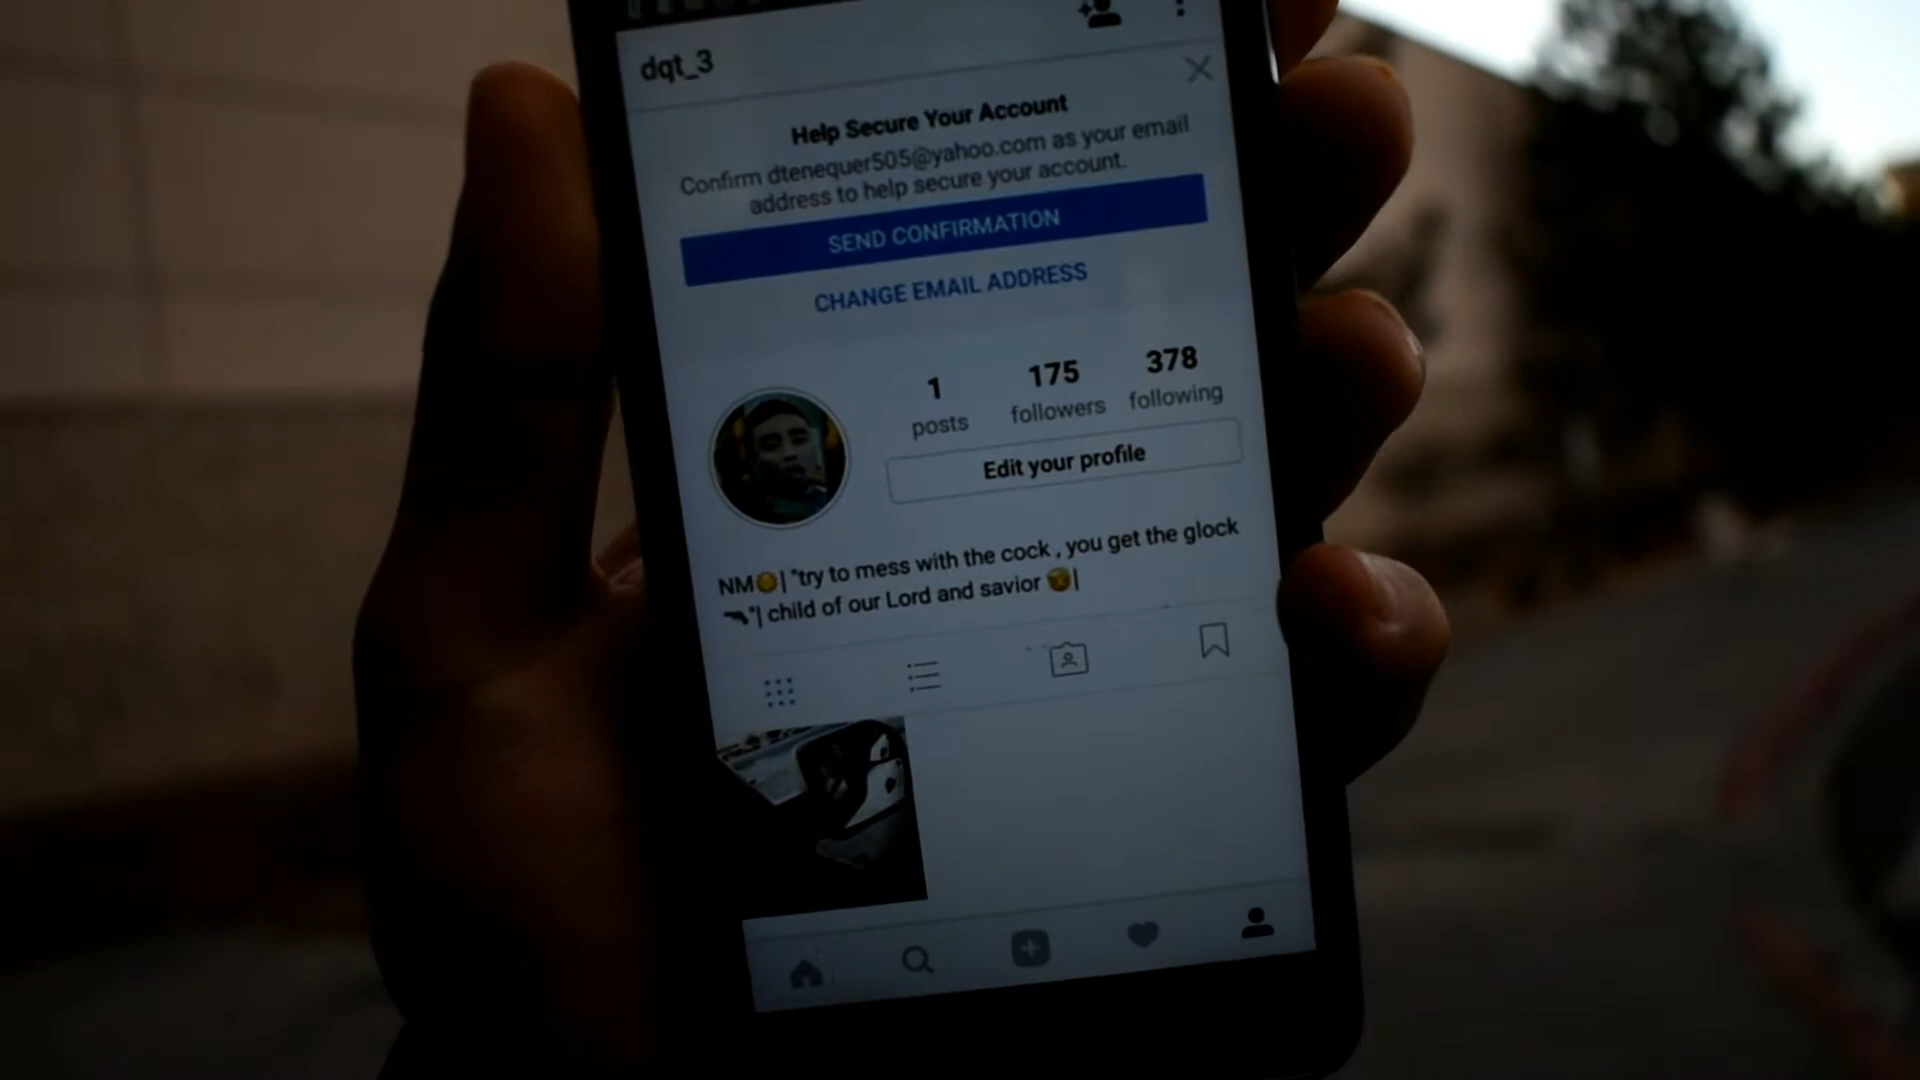 dqt_3
Help Secure Your Account
Confirm dtenequer505@yahoo.com as your email
address to help secure your account.
SEND CONFIRMATION
CHANGE EMAIL ADDRESS
1 175 378
posts followers following
Edit your profile
NM🌞| "try to mess with the cock , you get the glock
🔫"| child of our Lord and savior 😇|